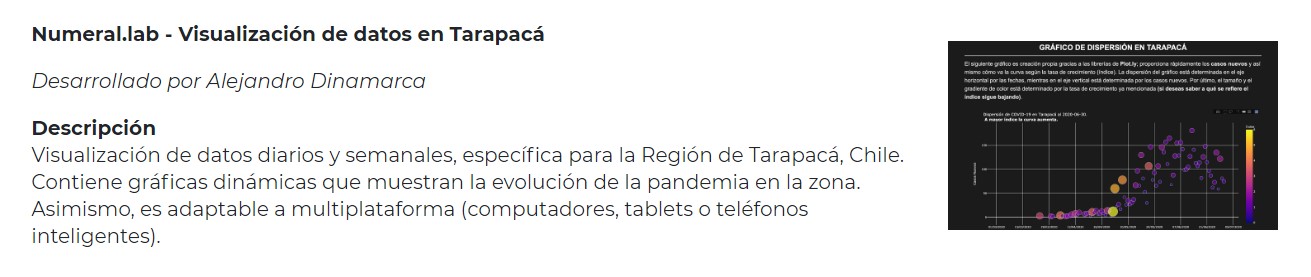 Numeral.lab - Visualización de datos en Tarapacá
Desarrollado por Alejandro Dinamarca
Descripción
Visualización de datos diarios y semanales, específica para la Región de Tarapacá, Chile.
Contiene gráficas dinámicas que muestran la evolución de la pandemia en la zona.
Asimismo, es adaptable a multiplataforma (computadores, tablets o teléfonos
inteligentes).
GRÁFICO DE DISPERSIÓN EN TARAPACÁ
El siguiente gráfico es creación propia gracias a las librerías de Plot.ly; proporciona rápidamente los casos nuevos y así
mismo cómo va la curva según la tasa de crecimiento (índice). La dispersión del gráfico está determinada en el eje
horizontal por las fechas, mientras en el eje vertical está determinada por los casos nuevos. Por último, el tamaño y el
gradiente de color está determinado por la tasa de crecimiento ya mencionada (si deseas saber a qué se refiere el
índice sigue bajando).
Dispersión de COVID-19 en Tarapacá al 2020-06-30.
A mayor índice la curva aumenta.